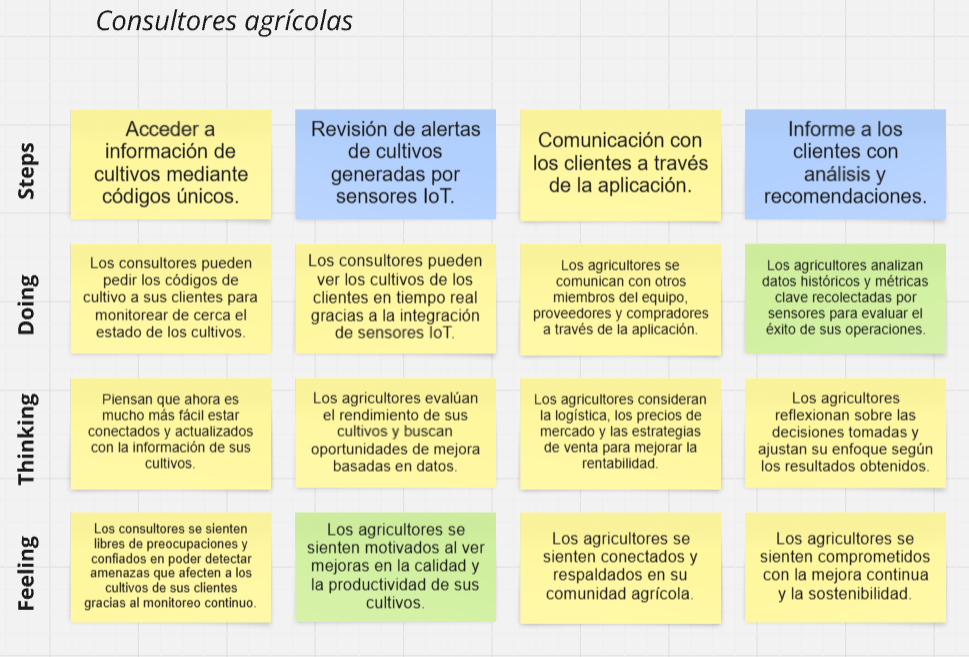 Consultores agrícolas
Steps
Acceder a
información de
cultivos mediante
códigos únicos.
Revisión de alertas
de cultivos
generadas por
sensores IoT.
Comunicación con
los clientes a través
de la aplicación.
Informe a los
clientes con
análisis y
recomendaciones.
Doing
Los consultores pueden
pedir los códigos de
cultivo a sus clientes para
monitorear de cerca el
estado de los cultivos.
Los consultores pueden
ver los cultivos de los
clientes en tiempo real
gracias a la integración
de sensores IoT.
Los agricultores se
comunican con otros
miembros del equipo,
proveedores y compradores
a través de la aplicación.
Los agricultores analizan
datos históricos y métricas
clave recolectadas por
sensores para evaluar el
éxito de sus operaciones.
Thinking
Piensan que ahora es
mucho más fácil estar
conectados y actualizados
con la información de sus
cultivos.
Los agricultores evalúan
el rendimiento de sus
cultivos y buscan
oportunidades de mejora
basadas en datos.
Los agricultores consideran
la logística, los precios de
mercado y las estrategias
de venta para mejorar la
rentabilidad.
Los agricultores
reflexionan sobre las
decisiones tomadas y
ajustan su enfoque según
los resultados obtenidos.
Feeling
Los consultores se sienten
libres de preocupaciones y
confiados en poder detectar
amenazas que afecten a los
cultivos de sus clientes
gracias al monitoreo continuo.
Los agricultores se
sienten motivados al ver
mejoras en la calidad y
la productividad de sus
cultivos.
Los agricultores se
sienten conectados y
respaldados en su
comunidad agrícola.
Los agricultores se
sienten comprometidos
con la mejora continua
y la sostenibilidad.